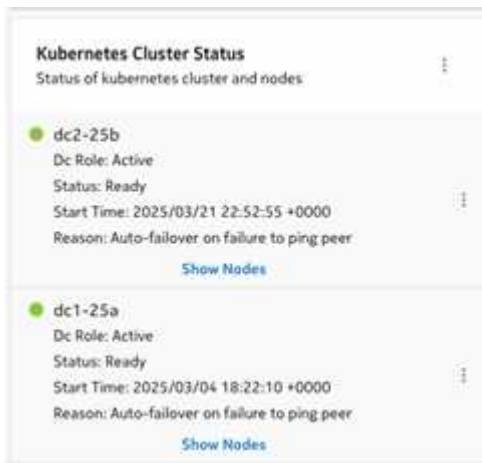 Kubernetes Cluster Status
Status of kubernetes cluster and nodes
dc2-25b
Dc Role: Active
Status: Ready
Start Time: 2025/03/21 22:52:55 +0000
Reason: Auto-failover on failure to ping peer
Show Nodes
dc1-25a
Dc Role: Active
Status: Ready
Start Time: 2025/03/04 18:22:10 +0000
Reason: Auto-failover on failure to ping peer
Show Nodes